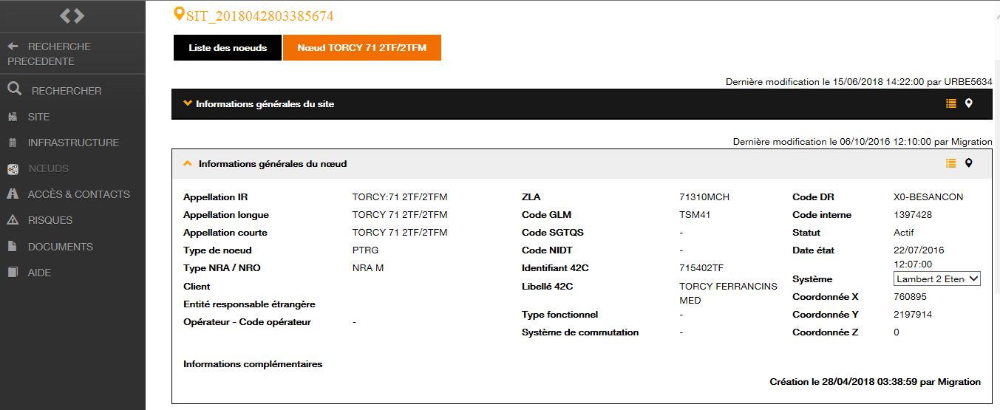 RECHERCHE
PRECEDENTE
RECHERCHER
SITE
INFRASTRUCTURE
NŒUDS
ACCÈS & CONTACTS
RISQUES
DOCUMENTS
AIDE
SIT_2018042803385674
Liste des noeuds Nœud TORCY 71 2TF/2TFM
Dernière modification le 15/06/2018 14:22:00 par URBE5634
Informations générales du site
Dernière modification le 06/10/2016 12:10:00 par Migration
Informations générales du nœud
Appellation IR TORCY:71 2TF/2TFM
Appellation longue TORCY 71 2TF/2TFM
Appellation courte TORCY 71 2TF/2TFM
Type de noeud PTRG
Type NRA / NRO NRA M
Client
Entité responsable étrangère
Opérateur - Code opérateur -
ZLA 71310MCH
Code GLM TSM41
Code SGTQS -
Code NIDT -
Identifiant 42C 715402TF
Libellé 42C TORCY FERRANCINS
MED
Type fonctionnel -
Système de commutation -
Code DR X0-BESANCON
Code interne 1397428
Statut Actif
Date état 22/07/2016
12:07:00
Système Lambert 2 Eten
Coordonnée X 760895
Coordonnée Y 2197914
Coordonnée Z 0
Informations complémentaires
Création le 28/04/2018 03:38:59 par Migration